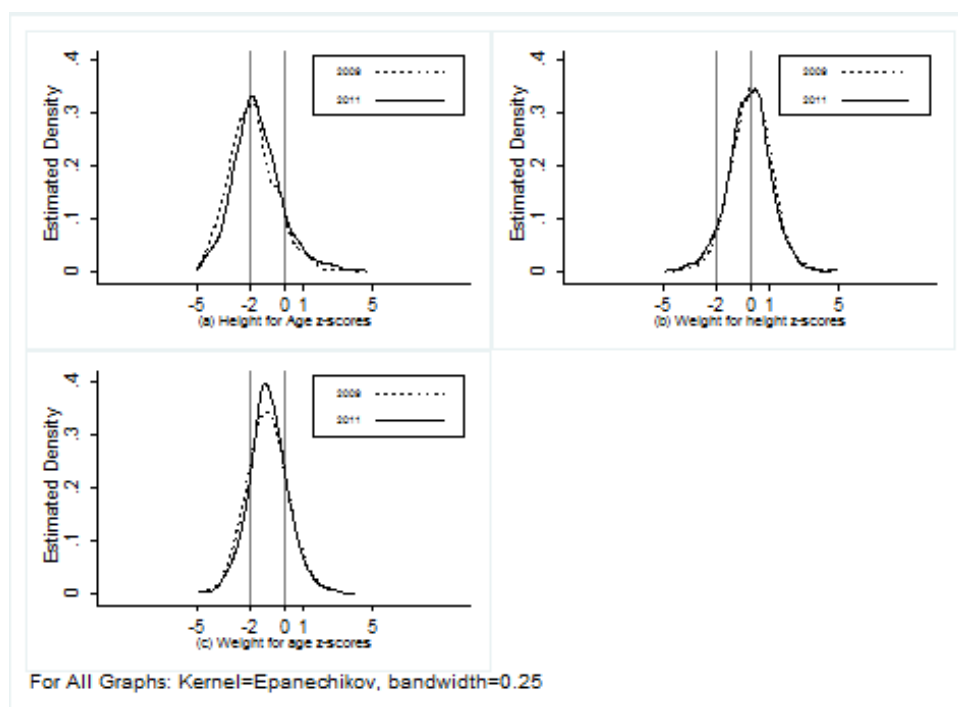 .4
.3
.2
.1
0
Estimated Density
2009
2011
-5 -2 0 1 5
(a) Height for Age z-scores
.4
.3
.2
.1
0
Estimated Density
2009
2011
-5 -2 0 1 5
(b) Weight for height z-scores
.4
.3
.2
.1
0
Estimated Density
2009
2011
-5 -2 0 1 5
(c) Weight for age z-scores
For All Graphs: Kernel=Epanechikov, bandwidth=0.25